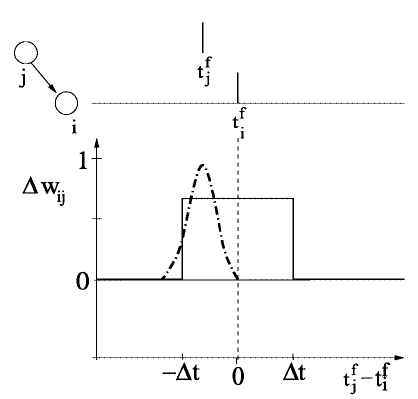 j
i
t_j^f
t_i^f
1
Δw_ij
0
−Δt 0 Δt t_j^f−t_i^f